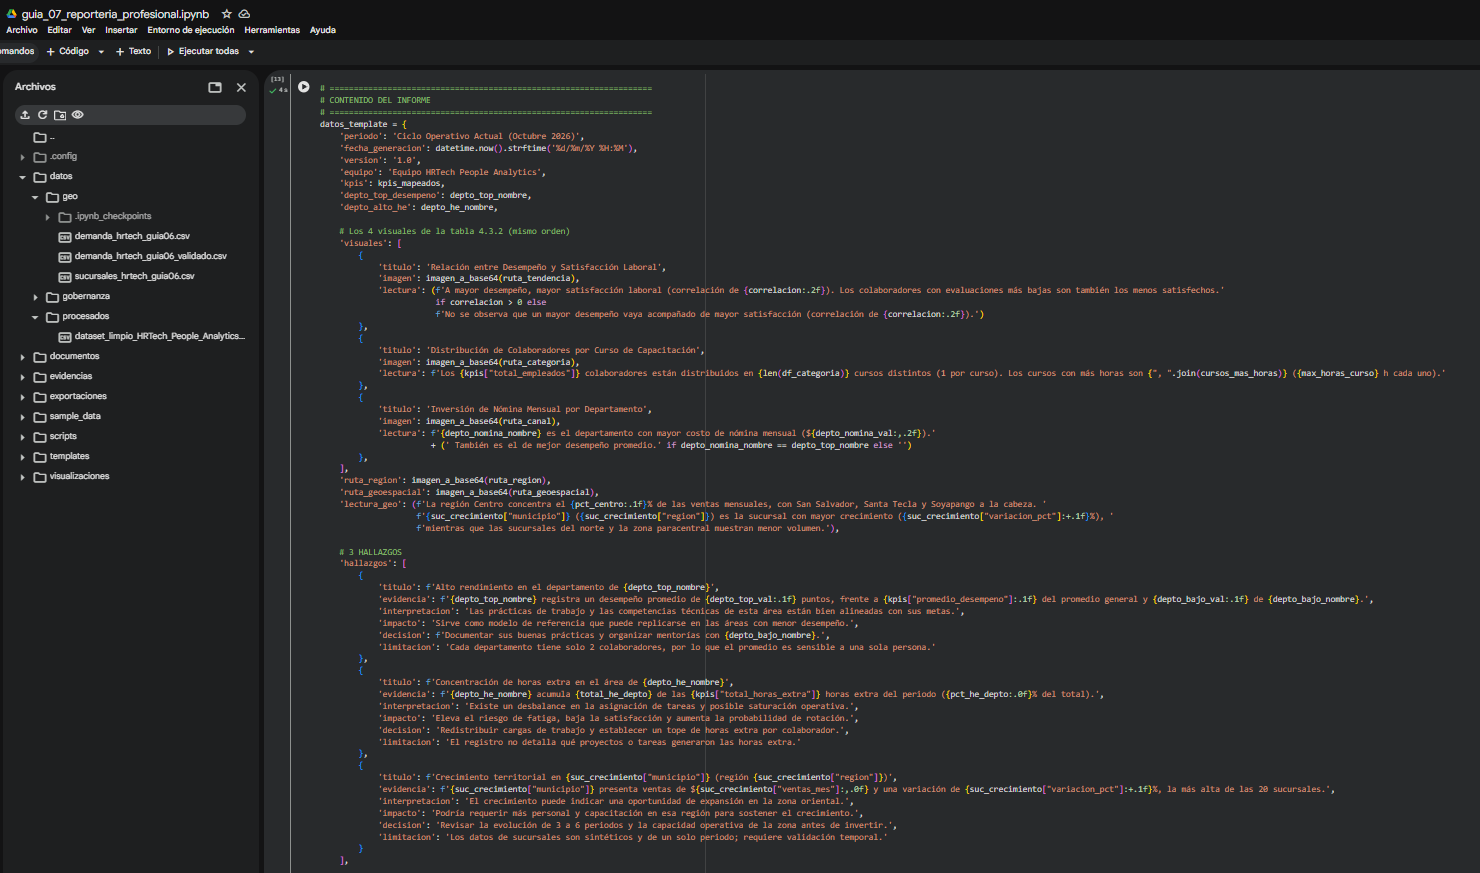 guia_07_reporteria_profesional.ipynb
Archivo Editar Ver Insertar Entorno de ejecución Herramientas Ayuda
omandos + Código + Texto Ejecutar todas
Archivos
..
.config
datos
geo
.ipynb_checkpoints
demanda_hrtech_guia06.csv
demanda_hrtech_guia06_validado.csv
sucursales_hrtech_guia06.csv
gobernanza
procesados
dataset_limpio_HRTech_People_Analytics...
documentos
evidencias
exportaciones
sample_data
scripts
templates
visualizaciones
[13]
4 s
# ===================================================================
# CONTENIDO DEL INFORME
# ===================================================================
datos_template = {
    'periodo': 'Ciclo Operativo Actual (Octubre 2026)',
    'fecha_generacion': datetime.now().strftime('%d/%m/%Y %H:%M'),
    'version': '1.0',
    'equipo': 'Equipo HRTech People Analytics',
    'kpis': kpis_mapeados,
    'depto_top_desempeno': depto_top_nombre,
    'depto_alto_he': depto_he_nombre,
    # Los 4 visuales de la tabla 4.3.2 (mismo orden)
    'visuales': [
        {
            'titulo': 'Relación entre Desempeño y Satisfacción Laboral',
            'imagen': imagen_a_base64(ruta_tendencia),
            'lectura': (f'A mayor desempeño, mayor satisfacción laboral (correlación de {correlacion:.2f}). Los colaboradores con evaluaciones más bajas son también los menos satisfechos.'
                        if correlacion > 0 else
                        f'No se observa que un mayor desempeño vaya acompañado de mayor satisfacción (correlación de {correlacion:.2f}).')
        },
        {
            'titulo': 'Distribución de Colaboradores por Curso de Capacitación',
            'imagen': imagen_a_base64(ruta_categoria),
            'lectura': f'Los {kpis["total_empleados"]} colaboradores están distribuidos en {len(df_categoria)} cursos distintos (1 por curso). Los cursos con más horas son {", ".join(cursos_mas_horas)} ({max_horas_curso} h cada uno).'
        },
        {
            'titulo': 'Inversión de Nómina Mensual por Departamento',
            'imagen': imagen_a_base64(ruta_canal),
            'lectura': f'{depto_nomina_nombre} es el departamento con mayor costo de nómina mensual (${depto_nomina_val:,.2f}).'
                       + (' También es el de mejor desempeño promedio.' if depto_nomina_nombre == depto_top_nombre else '')
        },
    ],
    'ruta_region': imagen_a_base64(ruta_region),
    'ruta_geoespacial': imagen_a_base64(ruta_geoespacial),
    'lectura_geo': (f'La región Centro concentra el {pct_centro:.1f}% de las ventas mensuales, con San Salvador, Santa Tecla y Soyapango a la cabeza. '
                    f'{suc_crecimiento["municipio"]} ({suc_crecimiento["region"]}) es la sucursal con mayor crecimiento ({suc_crecimiento["variacion_pct"]:+.1f}%), '
                    f'mientras que las sucursales del norte y la zona paracentral muestran menor volumen.'),
    # 3 HALLAZGOS
    'hallazgos': [
        {
            'titulo': f'Alto rendimiento en el departamento de {depto_top_nombre}',
            'evidencia': f'{depto_top_nombre} registra un desempeño promedio de {depto_top_val:.1f} puntos, frente a {kpis["promedio_desempeno"]:.1f} del promedio general y {depto_bajo_val:.1f} de {depto_bajo_nombre}.',
            'interpretacion': 'Las prácticas de trabajo y las competencias técnicas de esta área están bien alineadas con sus metas.',
            'impacto': 'Sirve como modelo de referencia que puede replicarse en las áreas con menor desempeño.',
            'decision': f'Documentar sus buenas prácticas y organizar mentorías con {depto_bajo_nombre}.',
            'limitacion': 'Cada departamento tiene solo 2 colaboradores, por lo que el promedio es sensible a una sola persona.'
        },
        {
            'titulo': f'Concentración de horas extra en el área de {depto_he_nombre}',
            'evidencia': f'{depto_he_nombre} acumula {total_he_depto} de las {kpis["total_horas_extra"]} horas extra del periodo ({pct_he_depto:.0f}% del total).',
            'interpretacion': 'Existe un desbalance en la asignación de tareas y posible saturación operativa.',
            'impacto': 'Eleva el riesgo de fatiga, baja la satisfacción y aumenta la probabilidad de rotación.',
            'decision': 'Redistribuir cargas de trabajo y establecer un tope de horas extra por colaborador.',
            'limitacion': 'El registro no detalla qué proyectos o tareas generaron las horas extra.'
        },
        {
            'titulo': f'Crecimiento territorial en {suc_crecimiento["municipio"]} (región {suc_crecimiento["region"]})',
            'evidencia': f'{suc_crecimiento["municipio"]} presenta ventas de ${suc_crecimiento["ventas_mes"]:,.0f} y una variación de {suc_crecimiento["variacion_pct"]:+.1f}%, la más alta de las 20 sucursales.',
            'interpretacion': 'El crecimiento puede indicar una oportunidad de expansión en la zona oriental.',
            'impacto': 'Podría requerir más personal y capacitación en esa región para sostener el crecimiento.',
            'decision': 'Revisar la evolución de 3 a 6 periodos y la capacidad operativa de la zona antes de invertir.',
            'limitacion': 'Los datos de sucursales son sintéticos y de un solo periodo; requiere validación temporal.'
        }
    ],